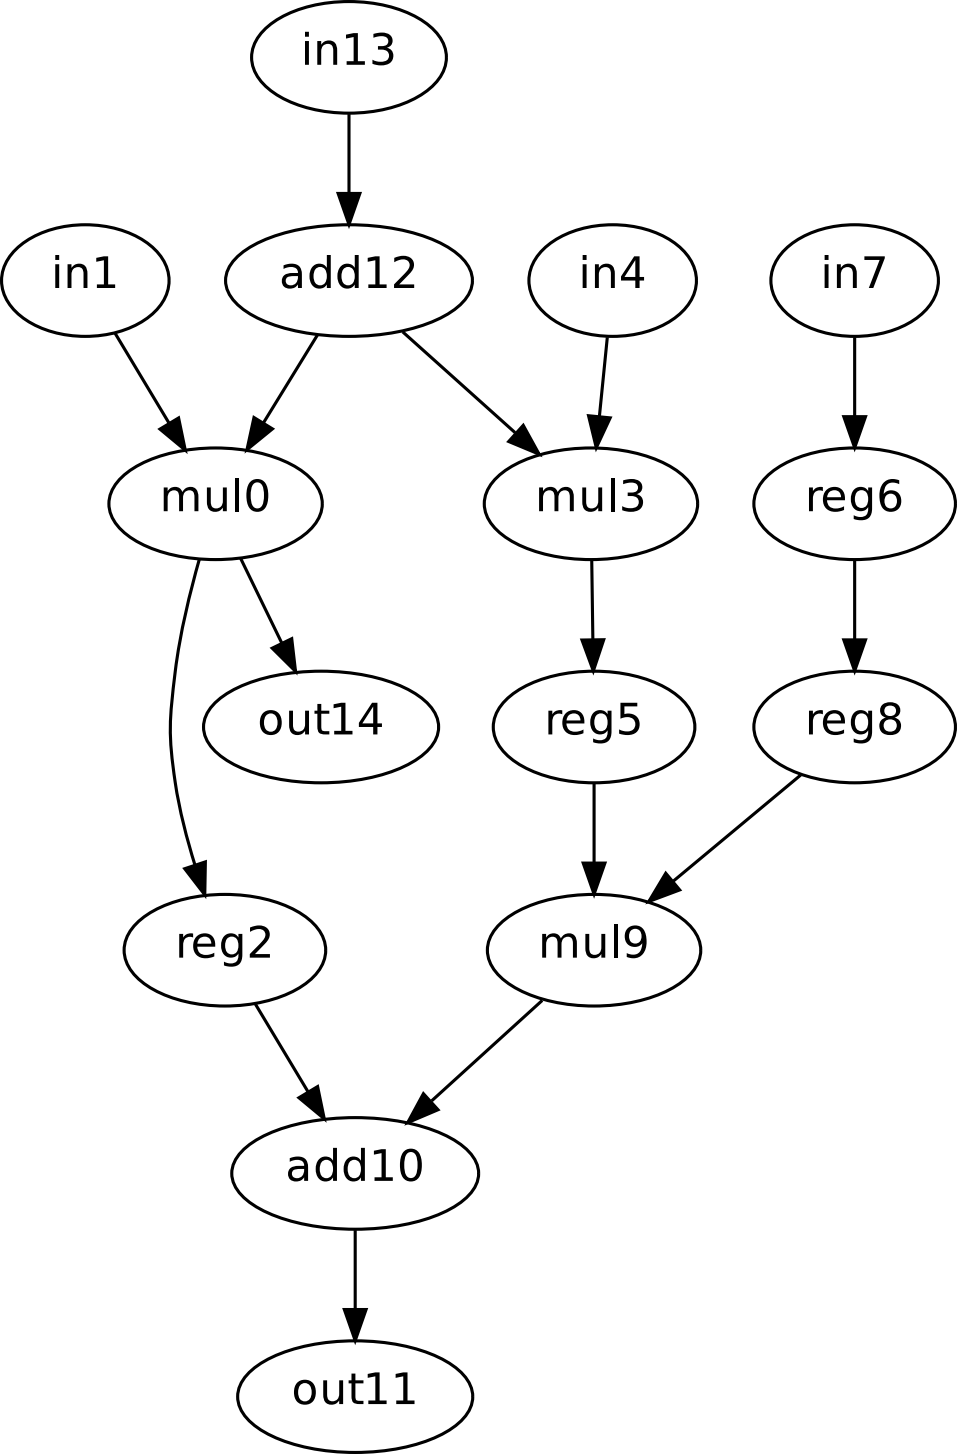 in13
in1
add12
in4
in7
mul0
mul3
reg6
out14
reg5
reg8
reg2
mul9
add10
out11